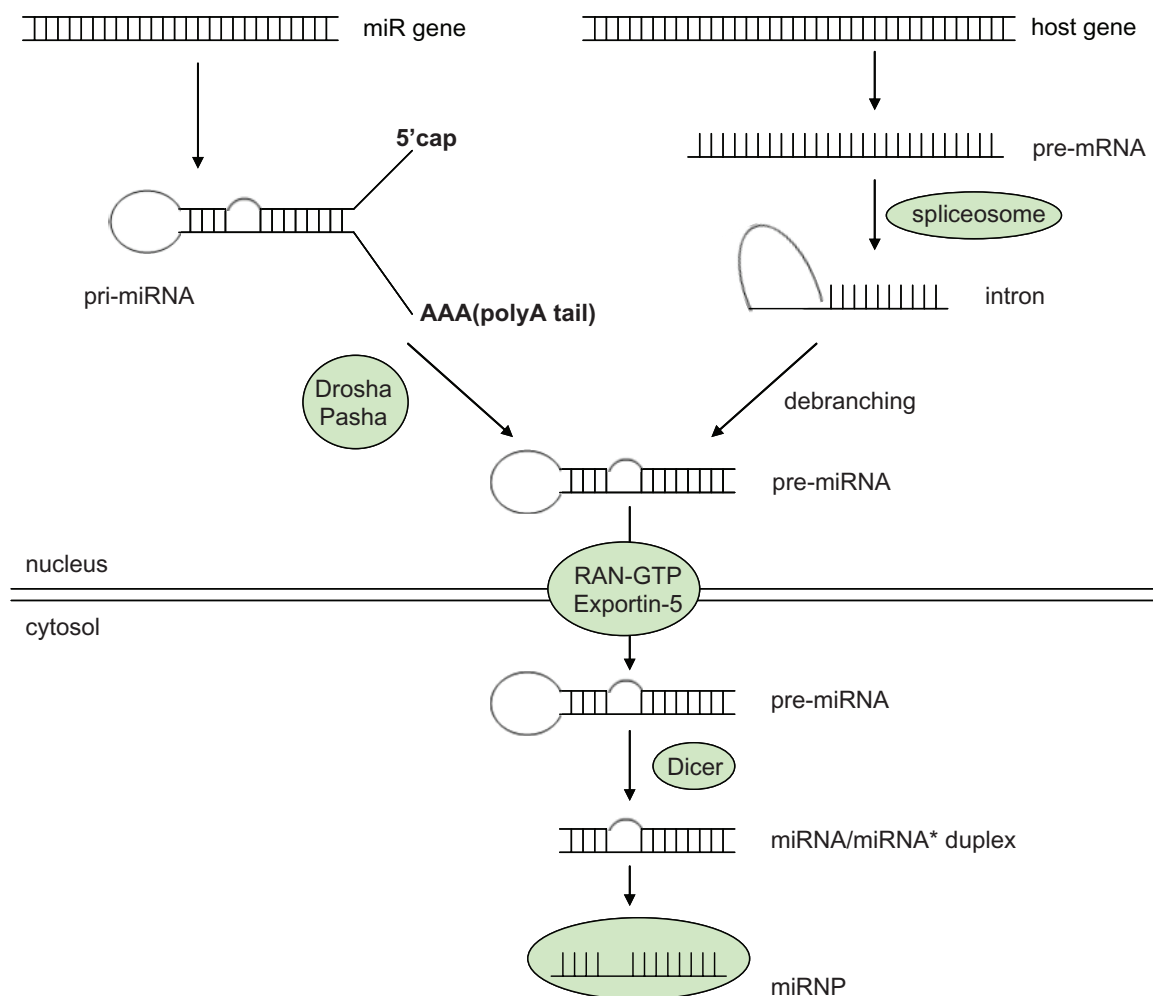 miR gene
host gene
5’cap
pre-mRNA
spliceosome
pri-miRNA
intron
AAA(polyA tail)
Drosha
Pasha
debranching
pre-miRNA
nucleus
RAN-GTP
Exportin-5
cytosol
pre-miRNA
Dicer
miRNA/miRNA* duplex
miRNP